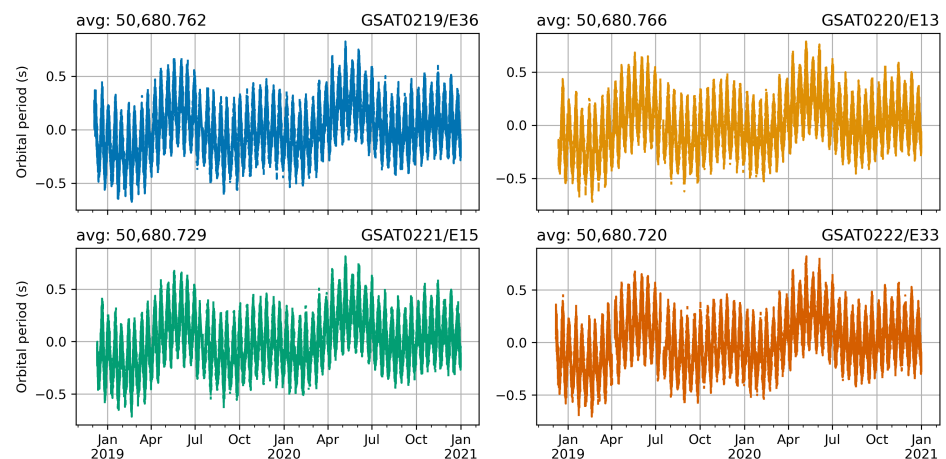 avg: 50,680.762 GSAT0219/E36 avg: 50,680.766 GSAT0220/E13
Orbital period (s)
0.5 0.5
0.0 0.0
−0.5 −0.5
avg: 50,680.729 GSAT0221/E15 avg: 50,680.720 GSAT0222/E33
Orbital period (s)
0.5 0.5
0.0 0.0
−0.5 −0.5
Jan Apr Jul Oct Jan Apr Jul Oct Jan Jan Apr Jul Oct Jan Apr Jul Oct Jan
2019 2020 2021 2019 2020 2021